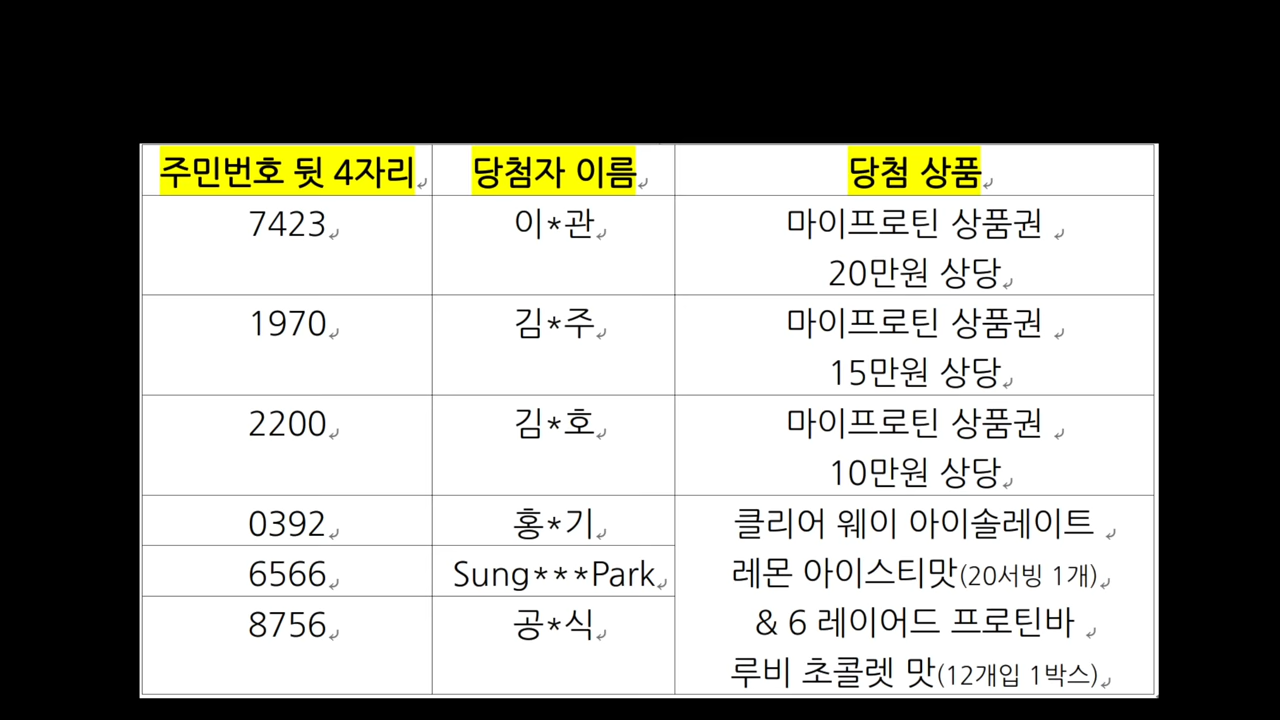 주민번호 뒷 4자리 당첨자 이름 당첨 상품
7423 이*관 마이프로틴 상품권
20만원 상당
1970 김*주 마이프로틴 상품권
15만원 상당
2200 김*호 마이프로틴 상품권
10만원 상당
0392 홍*기 클리어 웨이 아이솔레이트
6566 Sung***Park 레몬 아이스티맛(20서빙 1개)
8756 공*식 & 6 레이어드 프로틴바
루비 초콜렛 맛(12개입 1박스)